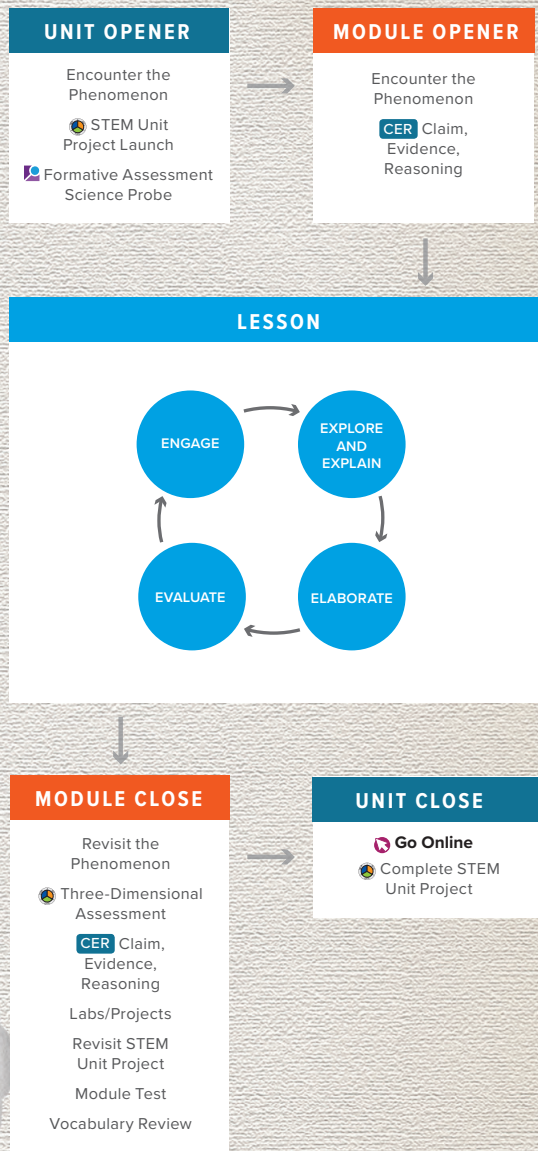 UNIT OPENER
Encounter the
Phenomenon
STEM Unit
Project Launch
Formative Assessment
Science Probe
MODULE OPENER
Encounter the
Phenomenon
CER Claim,
Evidence,
Reasoning
LESSON
ENGAGE
EXPLORE
AND
EXPLAIN
EVALUATE
ELABORATE
MODULE CLOSE
Revisit the
Phenomenon
Three-Dimensional
Assessment
CER Claim,
Evidence,
Reasoning
Labs/Projects
Revisit STEM
Unit Project
Module Test
Vocabulary Review
UNIT CLOSE
Go Online
Complete STEM
Unit Project